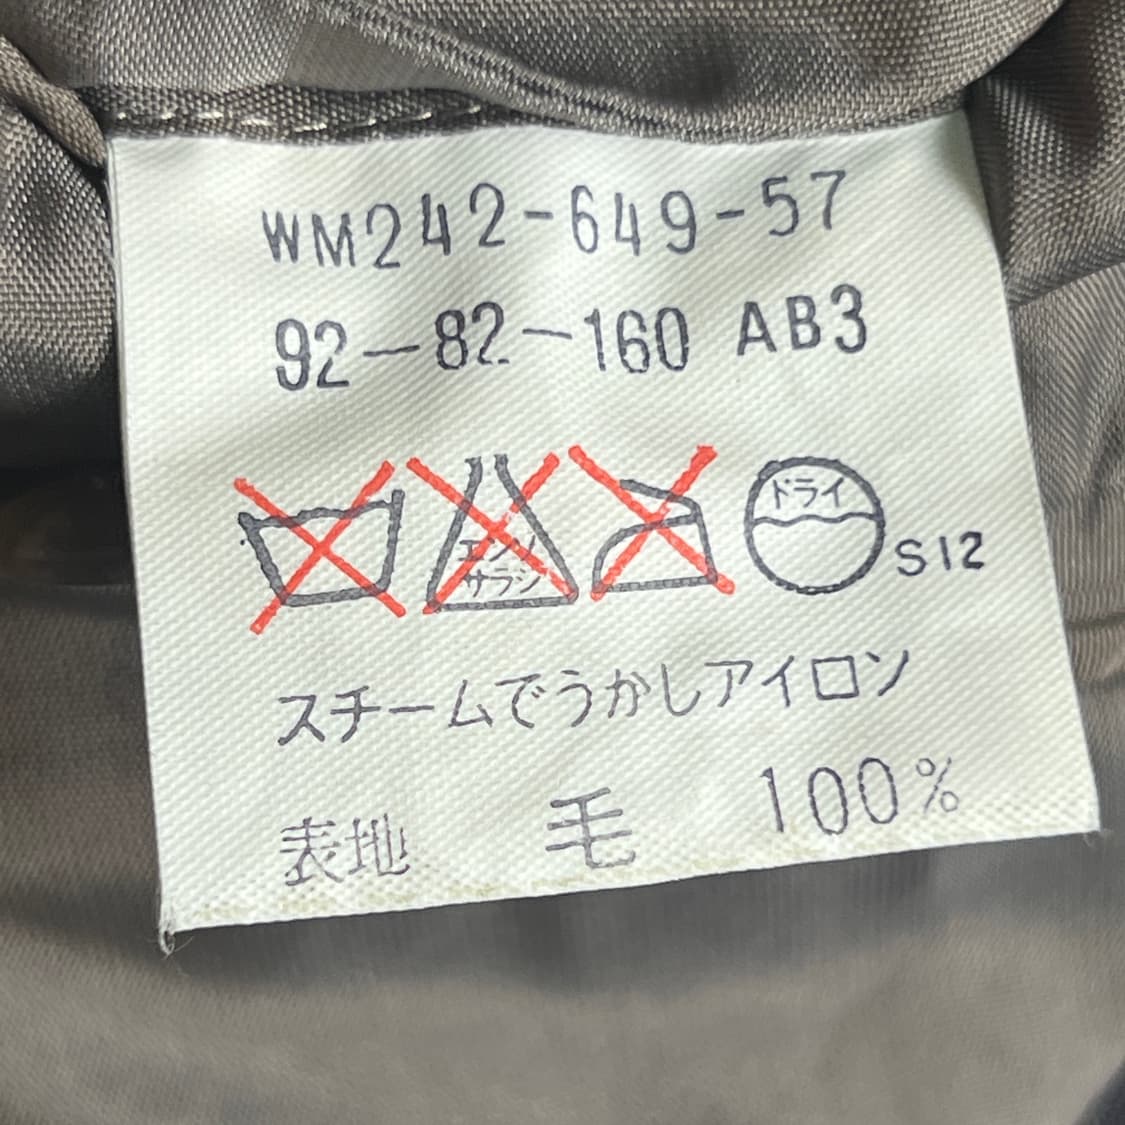 WM242-649-57
92-82-160 AB3
エンソ
サラシ
ドライ
S12
スチームでうかしアイロン
表地 毛 100%